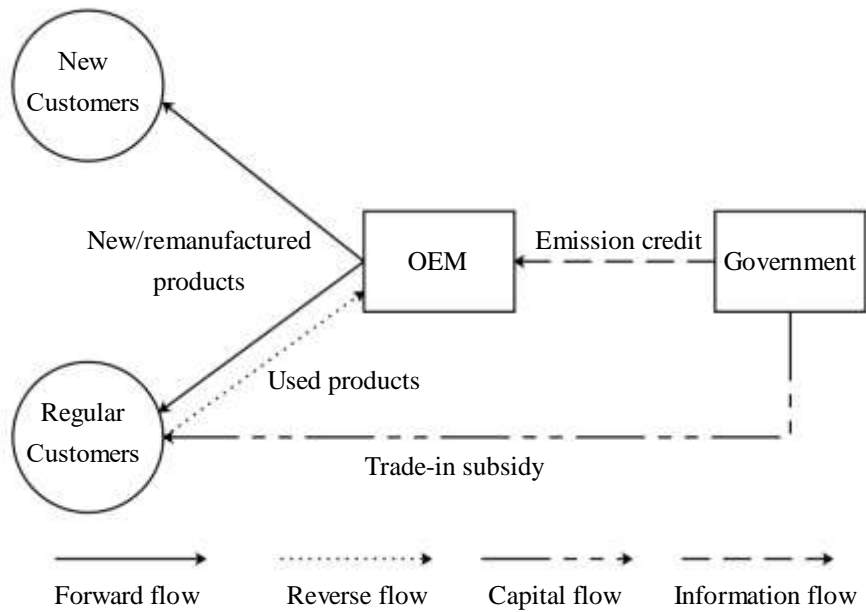 New
Customers
New/remanufactured
products
OEM
Emission credit
Government
Used products
Regular
Customers
Trade-in subsidy
Forward flow
Reverse flow
Capital flow
Information flow